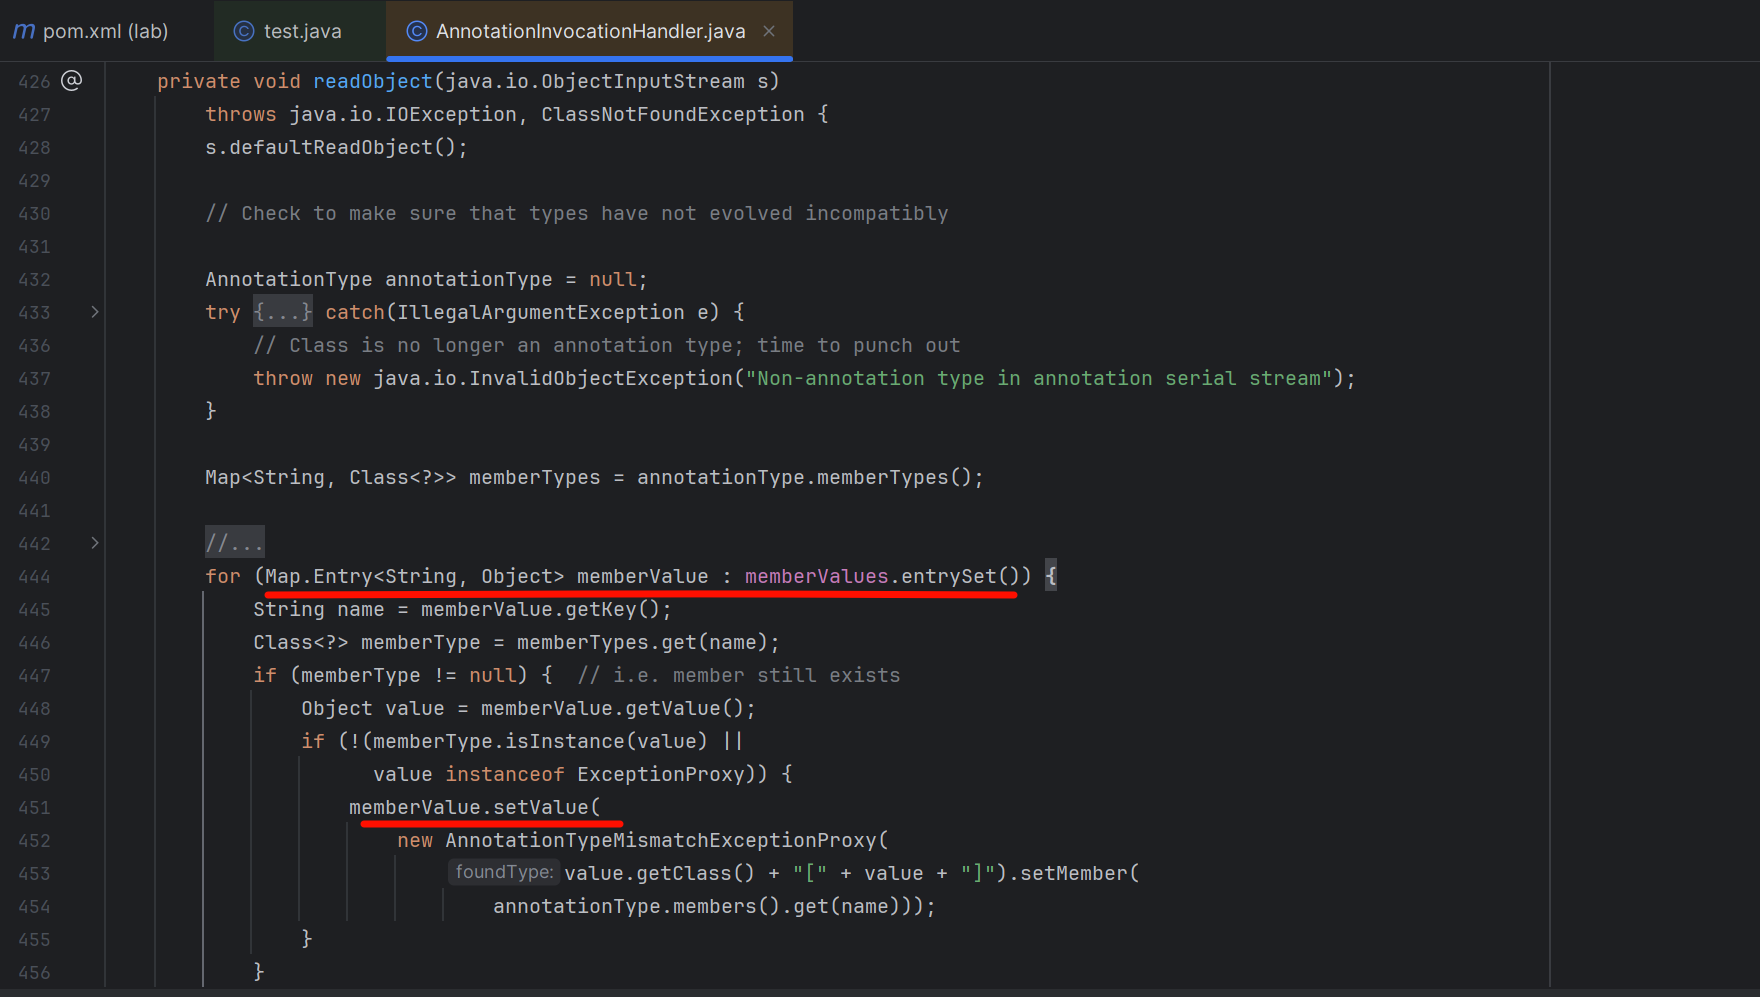 m pom.xml (lab)
© test.java
© AnnotationInvocationHandler.java ×
426 @ private void readObject(java.io.ObjectInputStream s)
427 throws java.io.IOException, ClassNotFoundException {
428 s.defaultReadObject();
429
430 // Check to make sure that types have not evolved incompatibly
431
432 AnnotationType annotationType = null;
433 try {...} catch(IllegalArgumentException e) {
436 // Class is no longer an annotation type; time to punch out
437 throw new java.io.InvalidObjectException("Non-annotation type in annotation serial stream");
438 }
439
440 Map<String, Class<?>> memberTypes = annotationType.memberTypes();
441
442 //...
444 for (Map.Entry<String, Object> memberValue : memberValues.entrySet()) {
445 String name = memberValue.getKey();
446 Class<?> memberType = memberTypes.get(name);
447 if (memberType != null) { // i.e. member still exists
448 Object value = memberValue.getValue();
449 if (!(memberType.isInstance(value) ||
450 value instanceof ExceptionProxy)) {
451 memberValue.setValue(
452 new AnnotationTypeMismatchExceptionProxy(
453 foundType: value.getClass() + "[" + value + "]").setMember(
454 annotationType.members().get(name)));
455 }
456 }